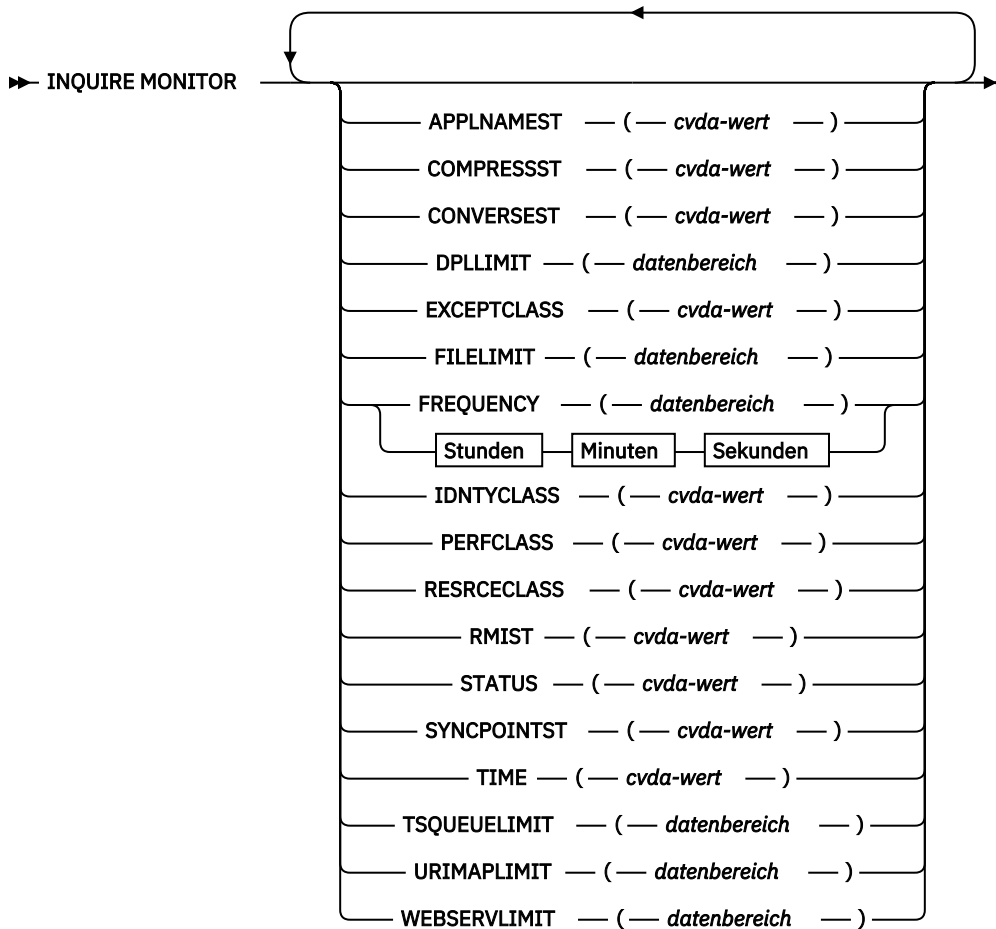 INQUIRE MONITOR
APPLNAMEST ( cvda-wert )
COMPRESSST ( cvda-wert )
CONVERSEST ( cvda-wert )
DPLLIMIT ( datenbereich )
EXCEPTCLASS ( cvda-wert )
FILELIMIT ( datenbereich )
FREQUENCY ( datenbereich )
Stunden Minuten Sekunden
IDNTYCLASS ( cvda-wert )
PERFCLASS ( cvda-wert )
RESRCECLASS ( cvda-wert )
RMIST ( cvda-wert )
STATUS ( cvda-wert )
SYNCPOINTST ( cvda-wert )
TIME ( cvda-wert )
TSQUEUELIMIT ( datenbereich )
URIMAPLIMIT ( datenbereich )
WEBSERVLIMIT ( datenbereich )